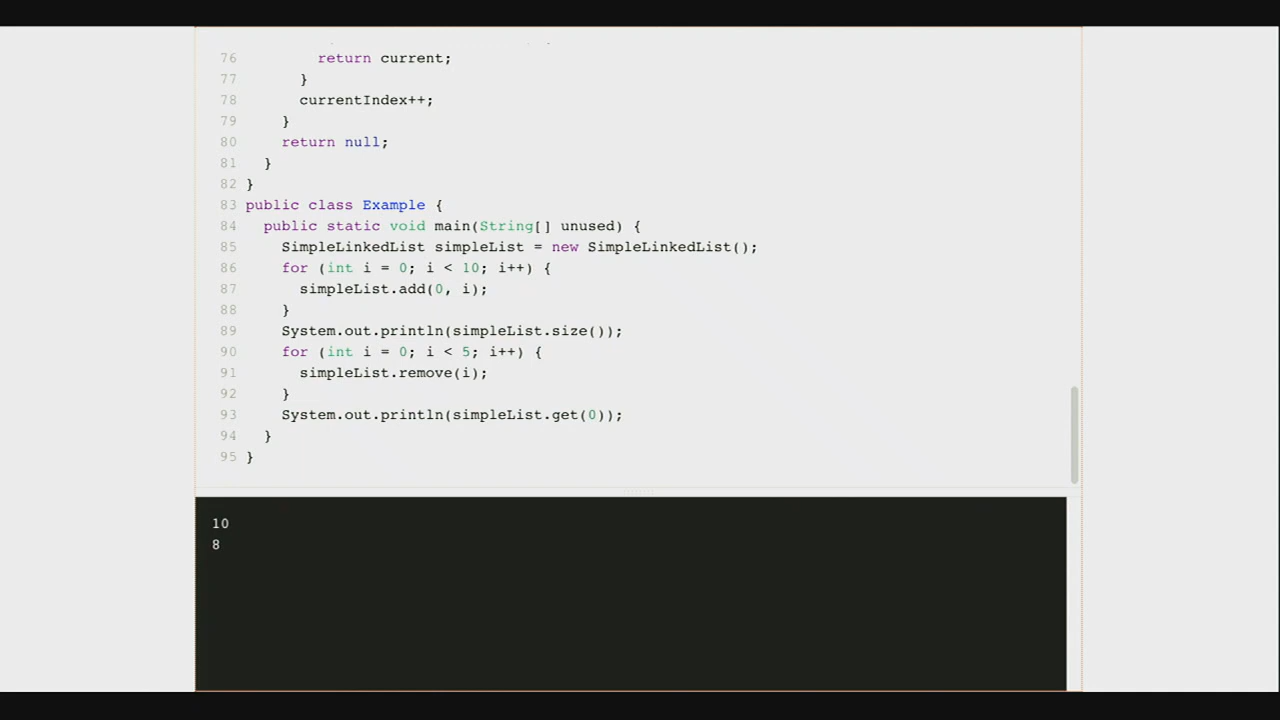 76 return current;
77 }
78 currentIndex++;
79 }
80 return null;
81 }
82 }
83 public class Example {
84 public static void main(String[] unused) {
85 SimpleLinkedList simpleList = new SimpleLinkedList();
86 for (int i = 0; i < 10; i++) {
87 simpleList.add(0, i);
88 }
89 System.out.println(simpleList.size());
90 for (int i = 0; i < 5; i++) {
91 simpleList.remove(i);
92 }
93 System.out.println(simpleList.get(0));
94 }
95 }
10
8